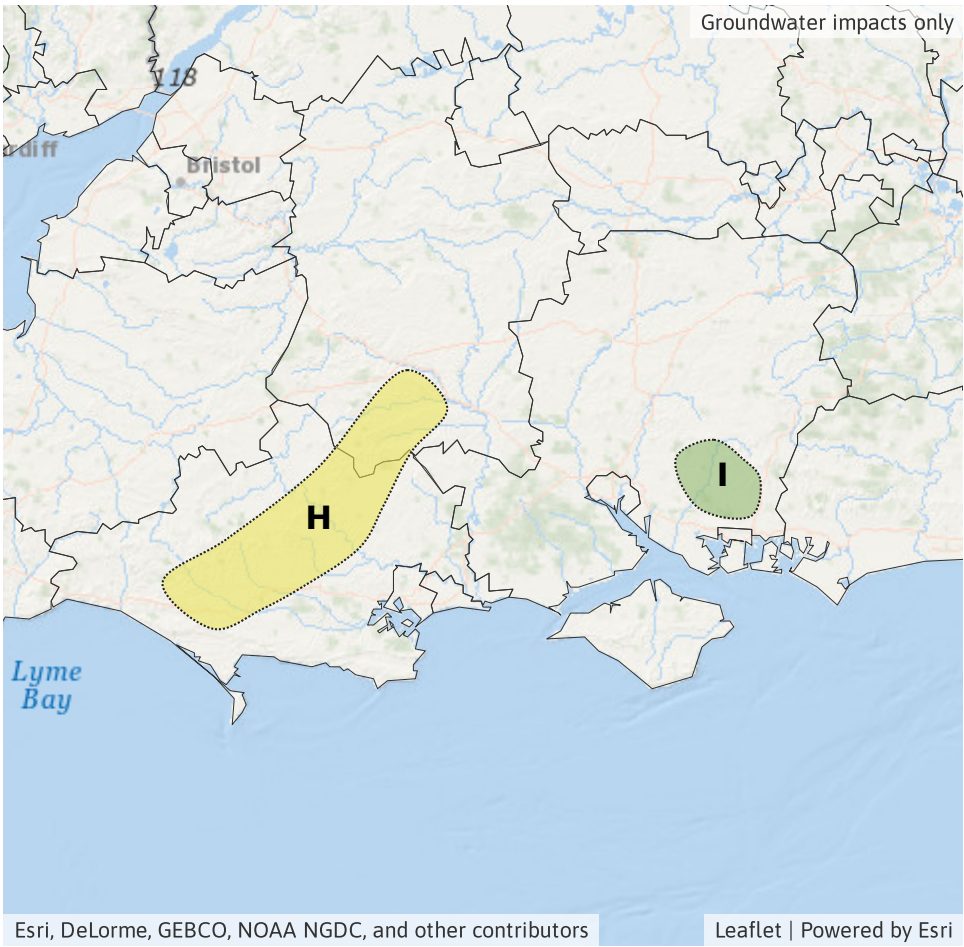 Groundwater impacts only
118
rdiff
Bristol
I
H
Lyme
Bay
Esri, DeLorme, GEBCO, NOAA NGDC, and other contributors
Leaflet | Powered by Esri